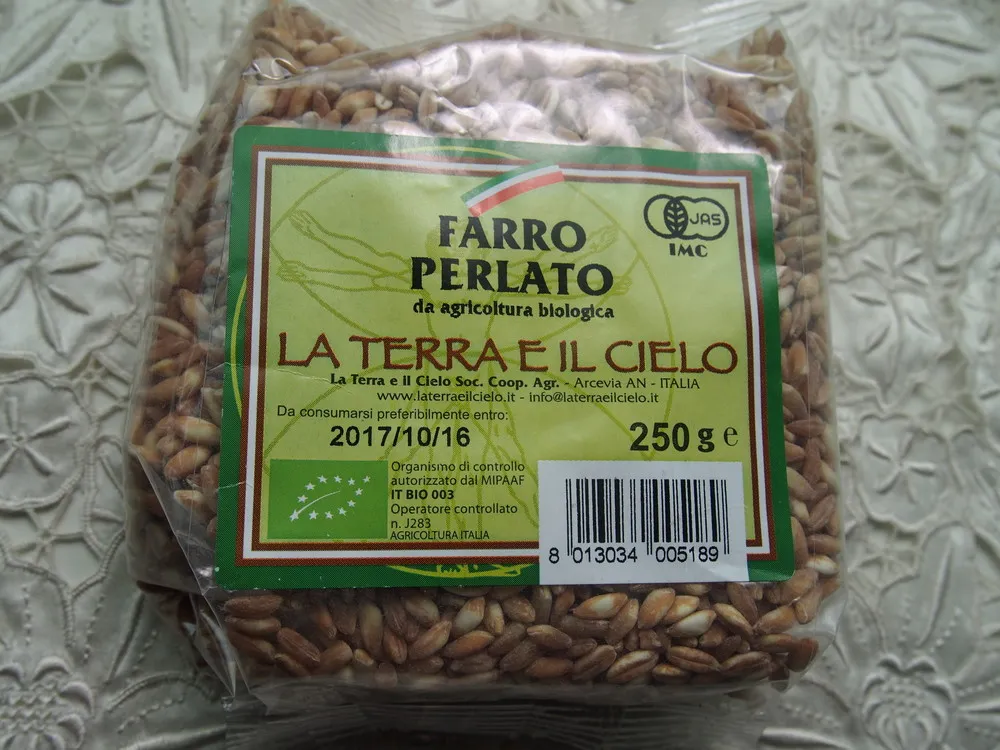 JAS
IMC
FARRO
PERLATO
da agricoltura biologica
LA TERRA E IL CIELO
La Terra e il Cielo Soc. Coop. Agr. - Arcevia AN - ITALIA
www.laterraeilcielo.it - info@laterraeilcielo.it
Da consumarsi preferibilmente entro:
2017/10/16
250 g e
Organismo di controllo
autorizzato dal MIPAAF
IT BIO 003
Operatore controllato
n. J283
AGRICOLTURA ITALIA
8 013034 005189